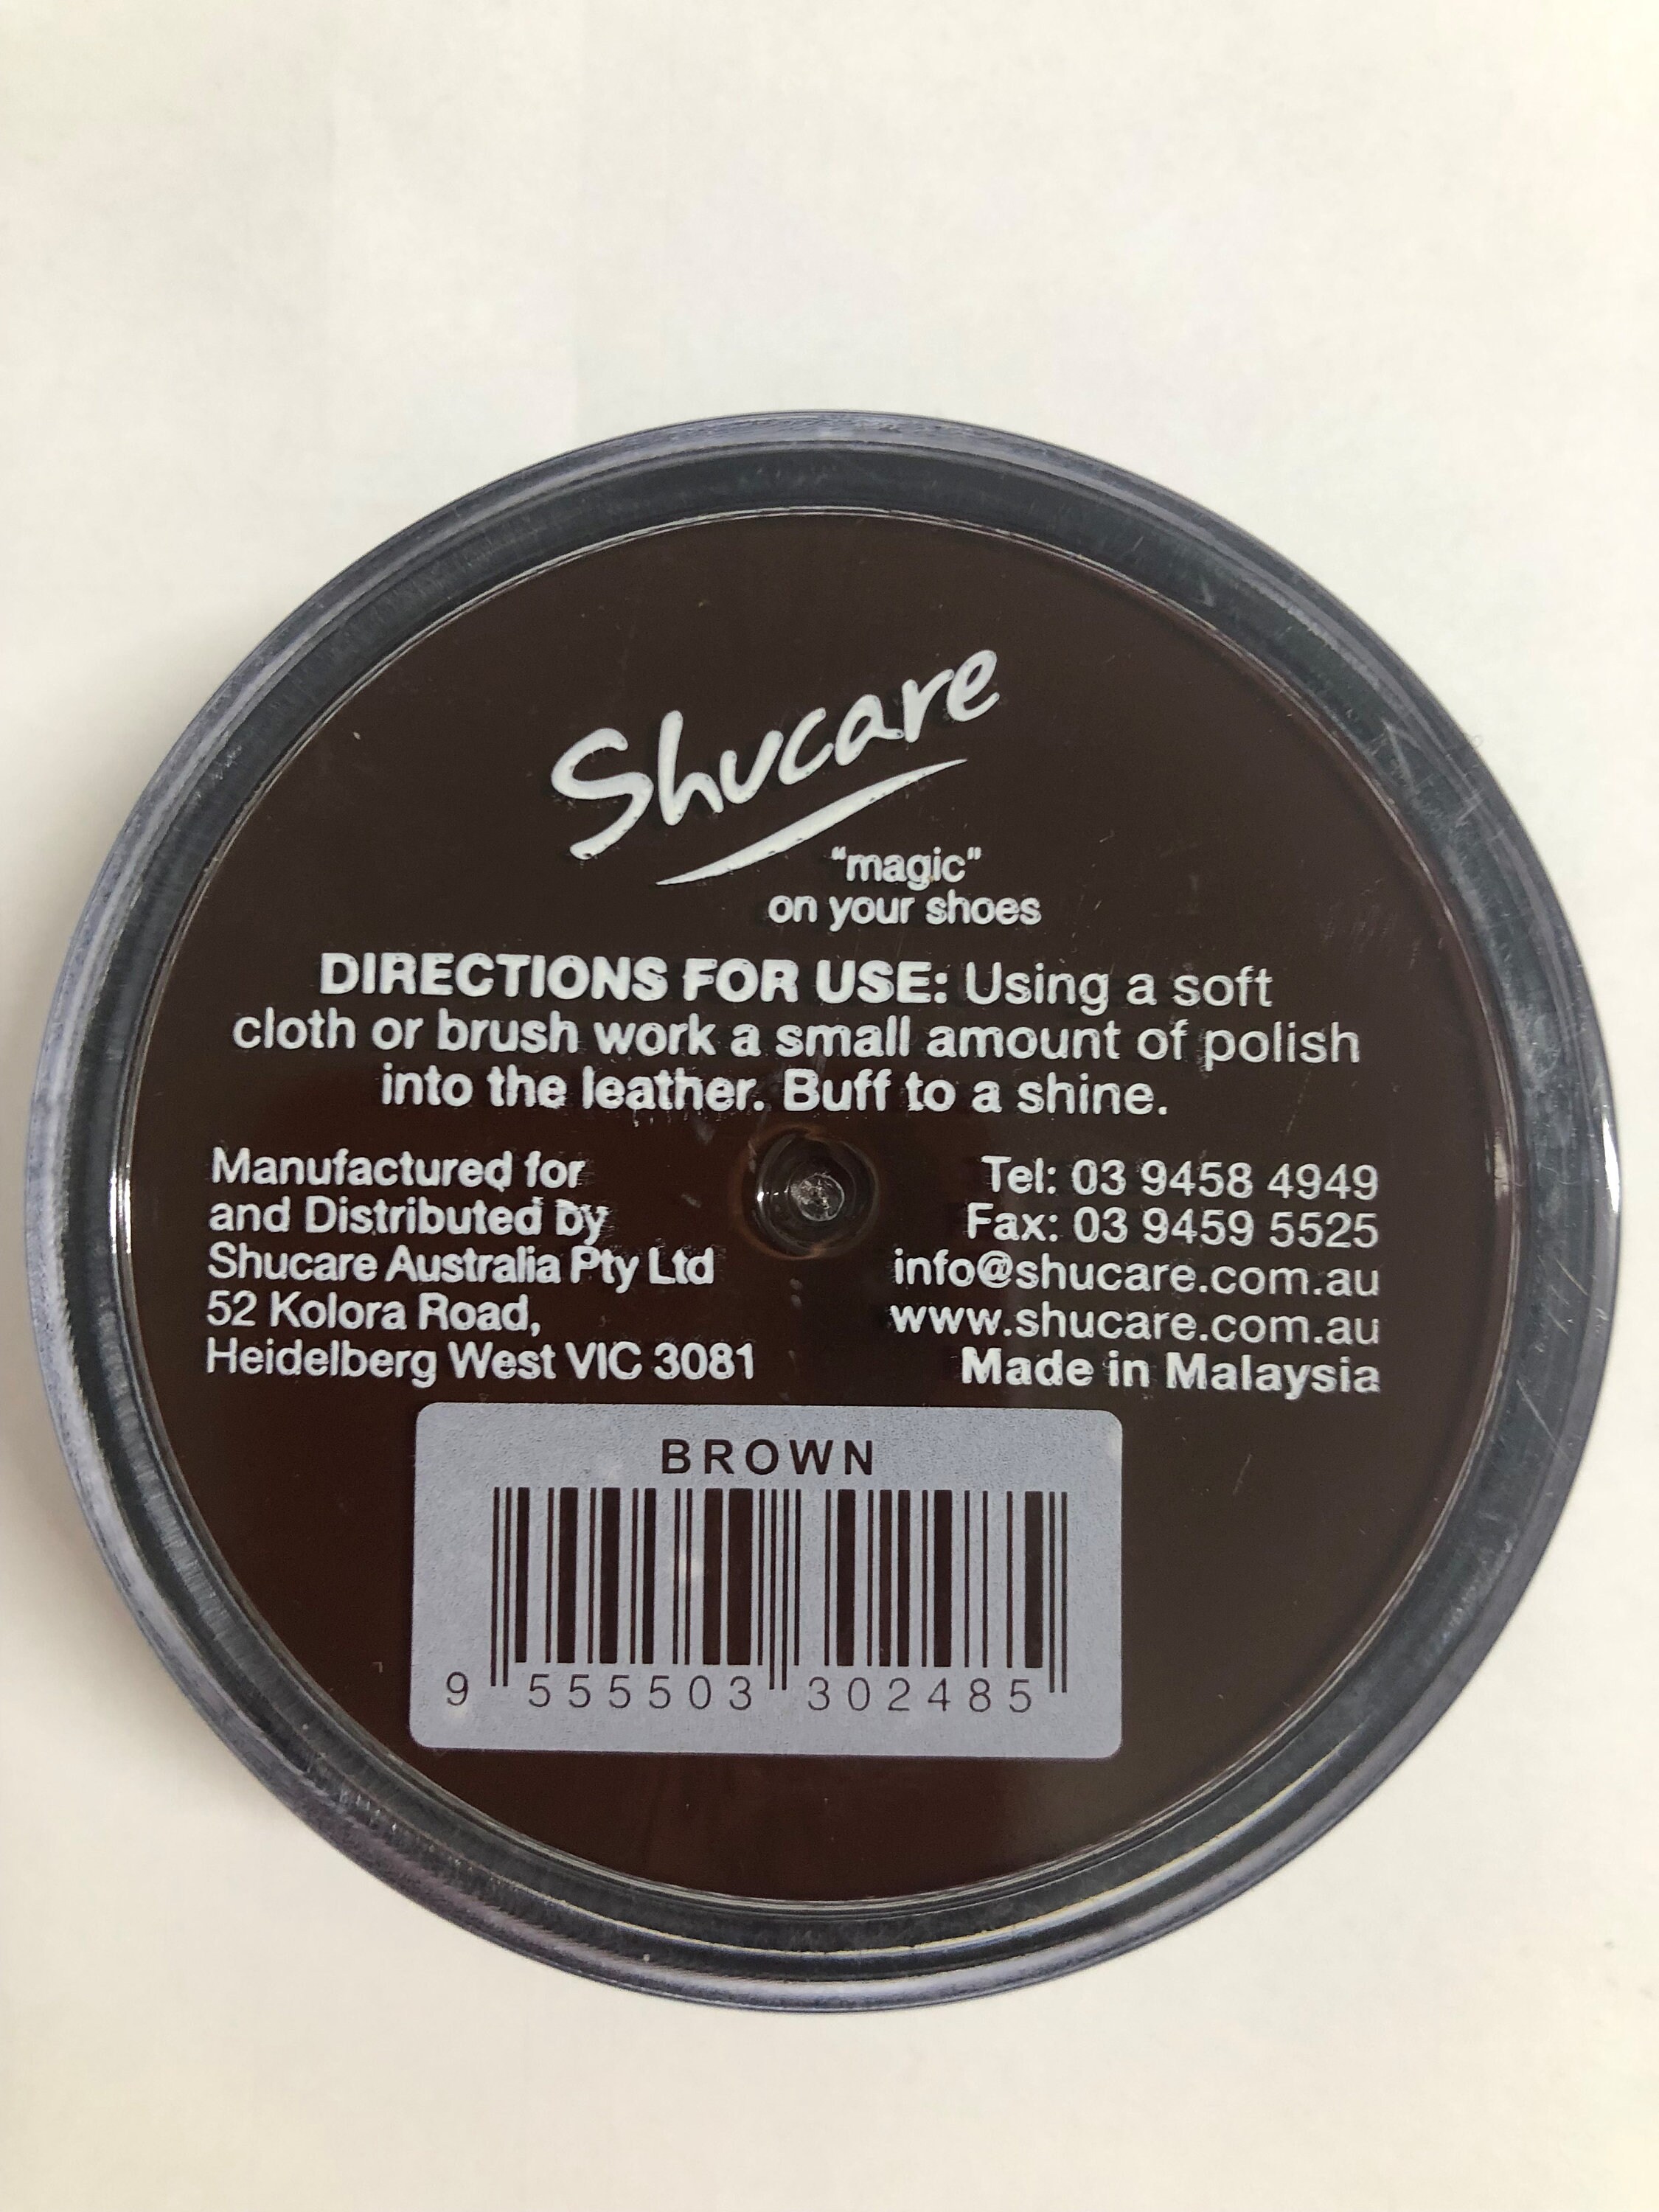 Shucare
"magic"
on your shoes
DIRECTIONS FOR USE: Using a soft
cloth or brush work a small amount of polish
into the leather. Buff to a shine.
Manufactured for
and Distributed by
Shucare Australia Pty Ltd
52 Kolora Road,
Heidelberg West VIC 3081
Tel: 03 9458 4949
Fax: 03 9459 5525
info@shucare.com.au
www.shucare.com.au
Made in Malaysia
BROWN
9 555503 302485